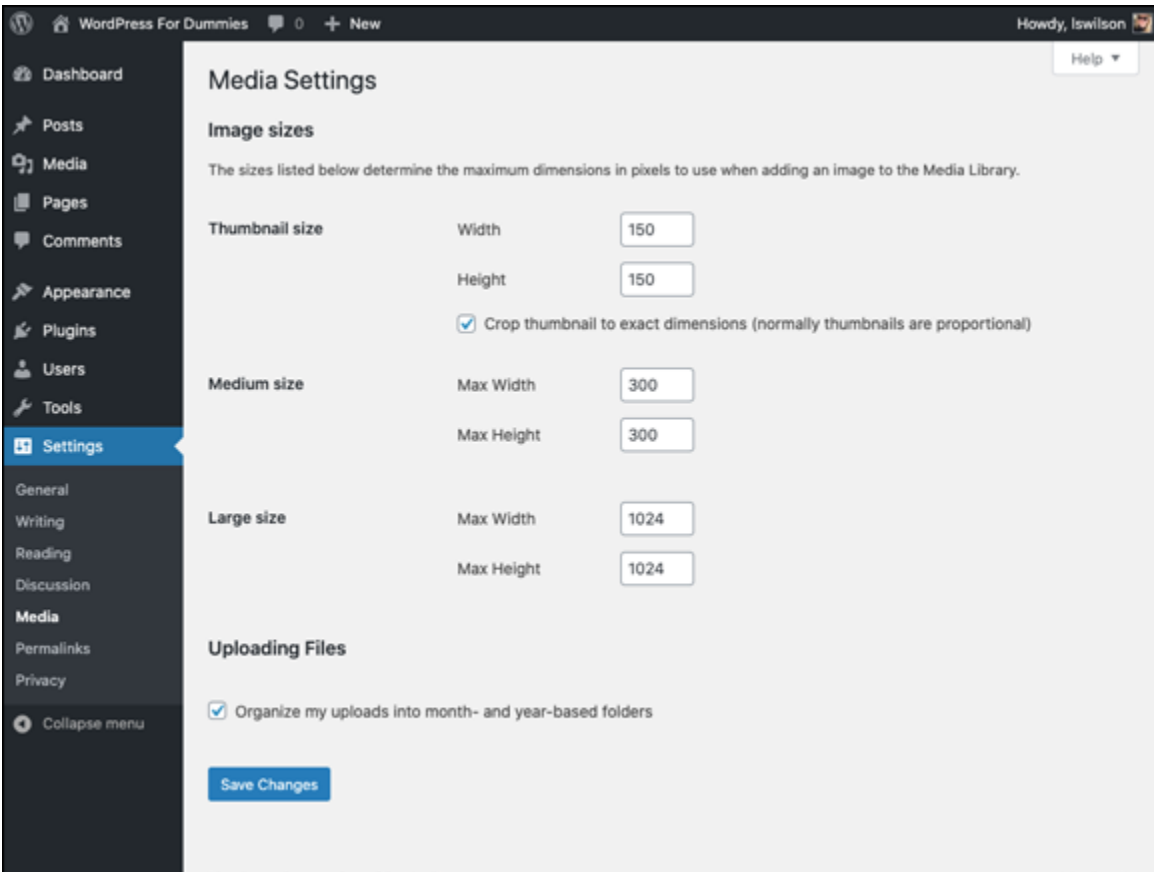 WordPress For Dummies 0 + New Howdy, lswilson
Help ▼
Dashboard
Posts
Media
Pages
Comments
Appearance
Plugins
Users
Tools
Settings
General
Writing
Reading
Discussion
Media
Permalinks
Privacy
Collapse menu
Media Settings
Image sizes
The sizes listed below determine the maximum dimensions in pixels to use when adding an image to the Media Library.
Thumbnail size Width 150
Height 150
Crop thumbnail to exact dimensions (normally thumbnails are proportional)
Medium size Max Width 300
Max Height 300
Large size Max Width 1024
Max Height 1024
Uploading Files
Organize my uploads into month- and year-based folders
Save Changes